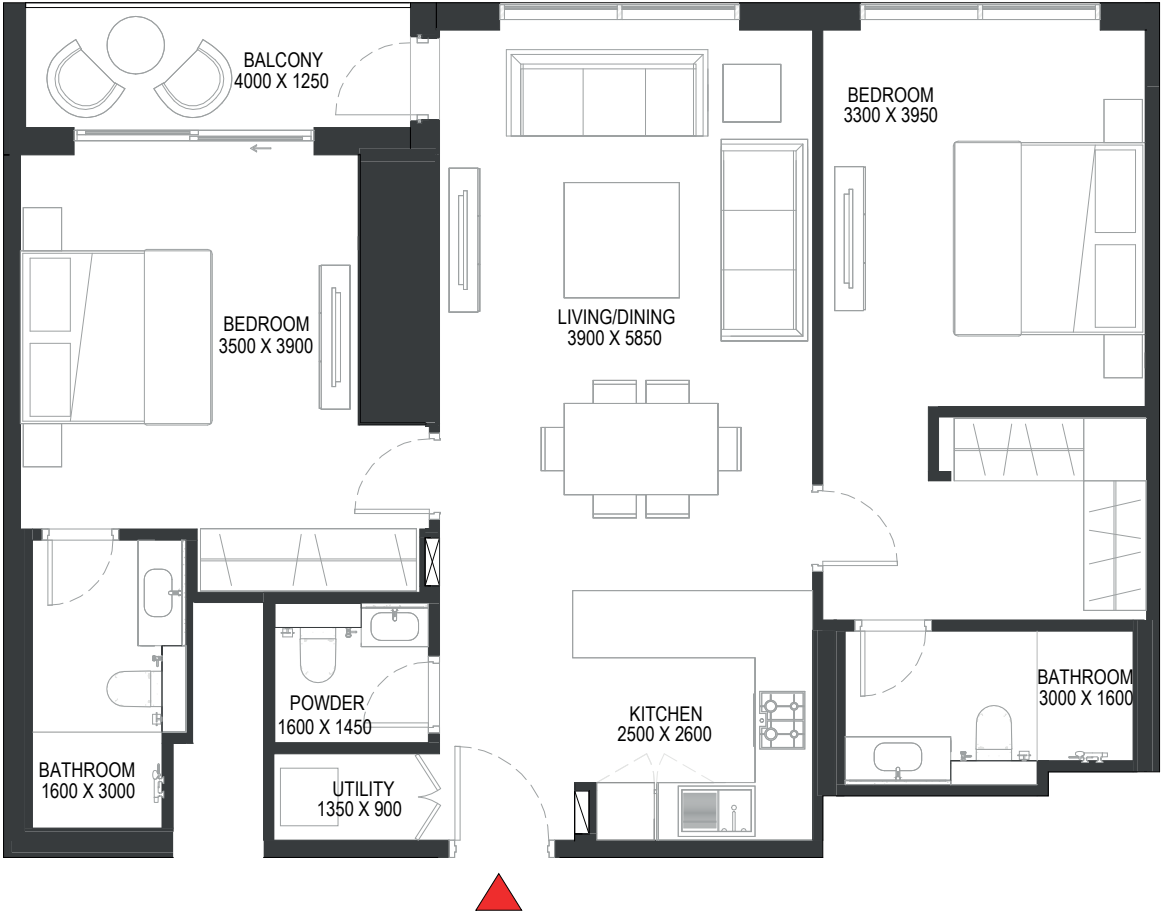 BALCONY
4000 X 1250
BEDROOM
3300 X 3950
BEDROOM
3500 X 3900
LIVING/DINING
3900 X 5850
BATHROOM
3000 X 1600
POWDER
1600 X 1450
KITCHEN
2500 X 2600
BATHROOM
1600 X 3000
UTILITY
1350 X 900